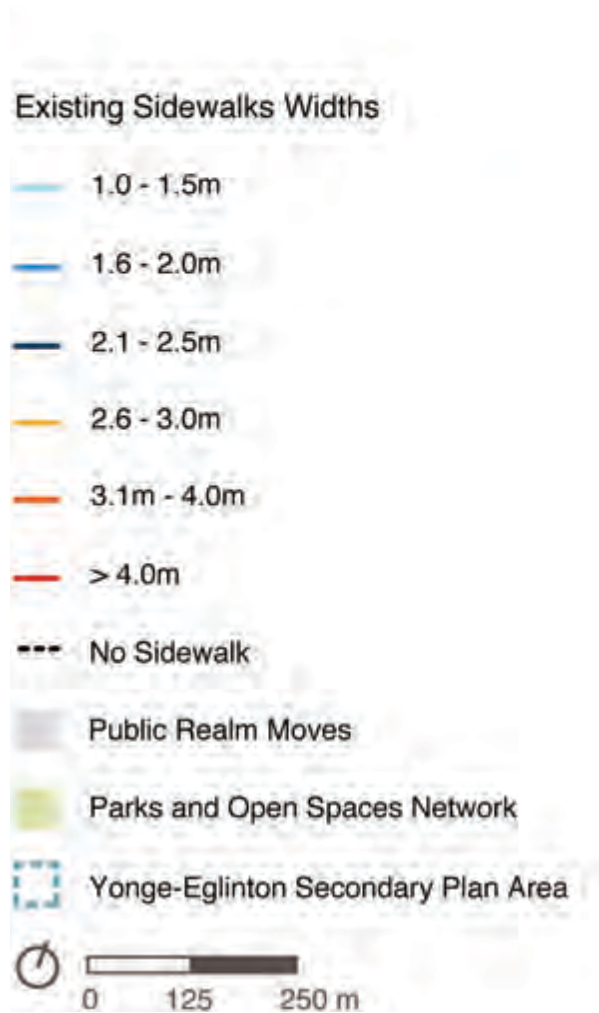 Existing Sidewalks Widths
1.0 - 1.5m
1.6 - 2.0m
2.1 - 2.5m
2.6 - 3.0m
3.1m - 4.0m
> 4.0m
No Sidewalk
Public Realm Moves
Parks and Open Spaces Network
Yonge-Eglinton Secondary Plan Area
0 125 250 m